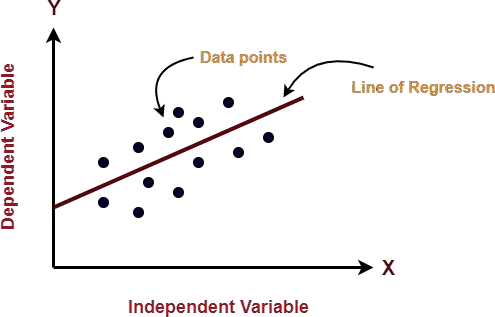 Y
Data points
Line of Regression
Dependent Variable
X
Independent Variable